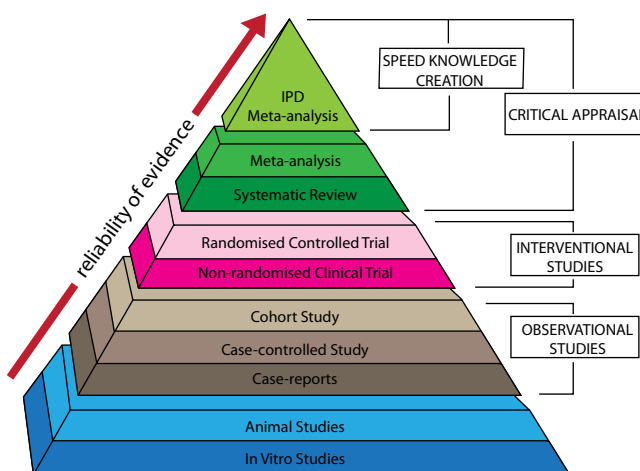 SPEED KNOWLEDGE
CREATION
IPD
Meta-analysis
CRITICAL APPRAISAL
reliability of evidence
Meta-analysis
Systematic Review
Randomised Controlled Trial
Non-randomised Clinical Trial
INTERVENTIONAL
STUDIES
Cohort Study
Case-controlled Study
Case-reports
OBSERVATIONAL
STUDIES
Animal Studies
In Vitro Studies